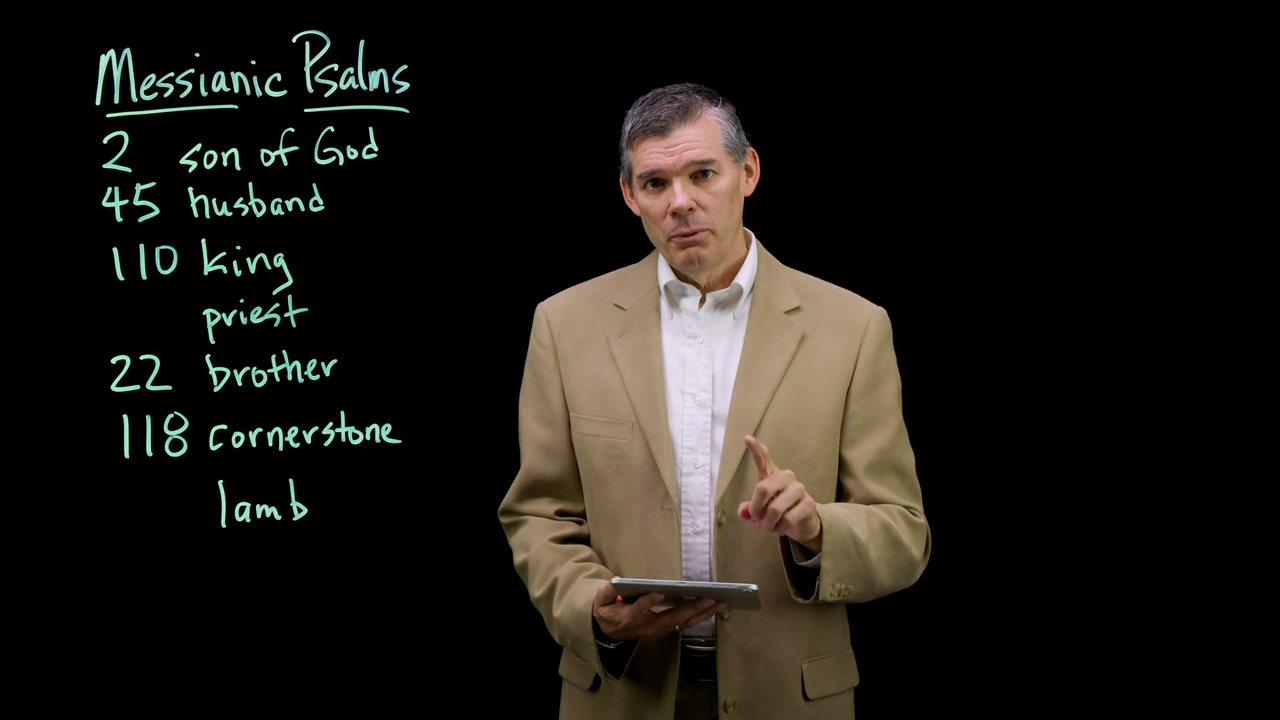 Messianic Psalms
2 son of God
45 husband
110 king
priest
22 brother
118 cornerstone
lamb